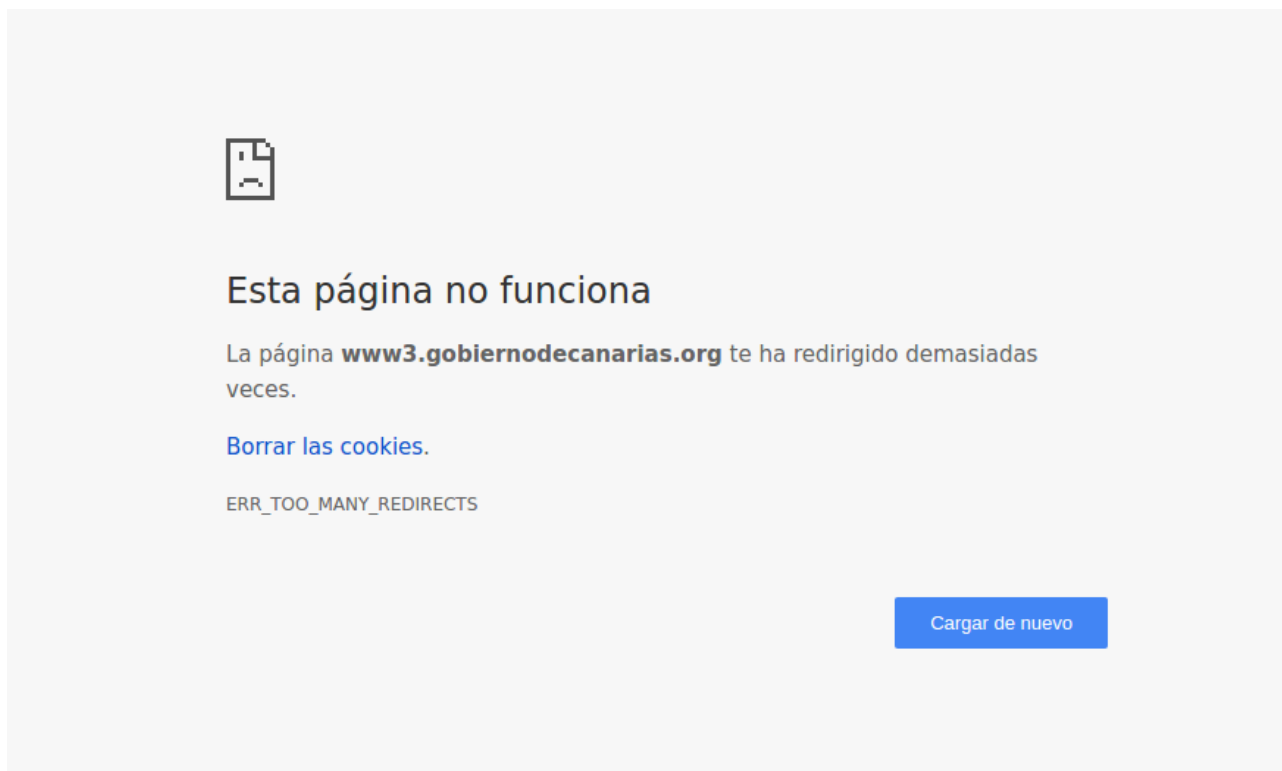 Esta página no funciona
La página www3.gobiernodecanarias.org te ha redirigido demasiadas
veces.
Borrar las cookies.
ERR_TOO_MANY_REDIRECTS
Cargar de nuevo